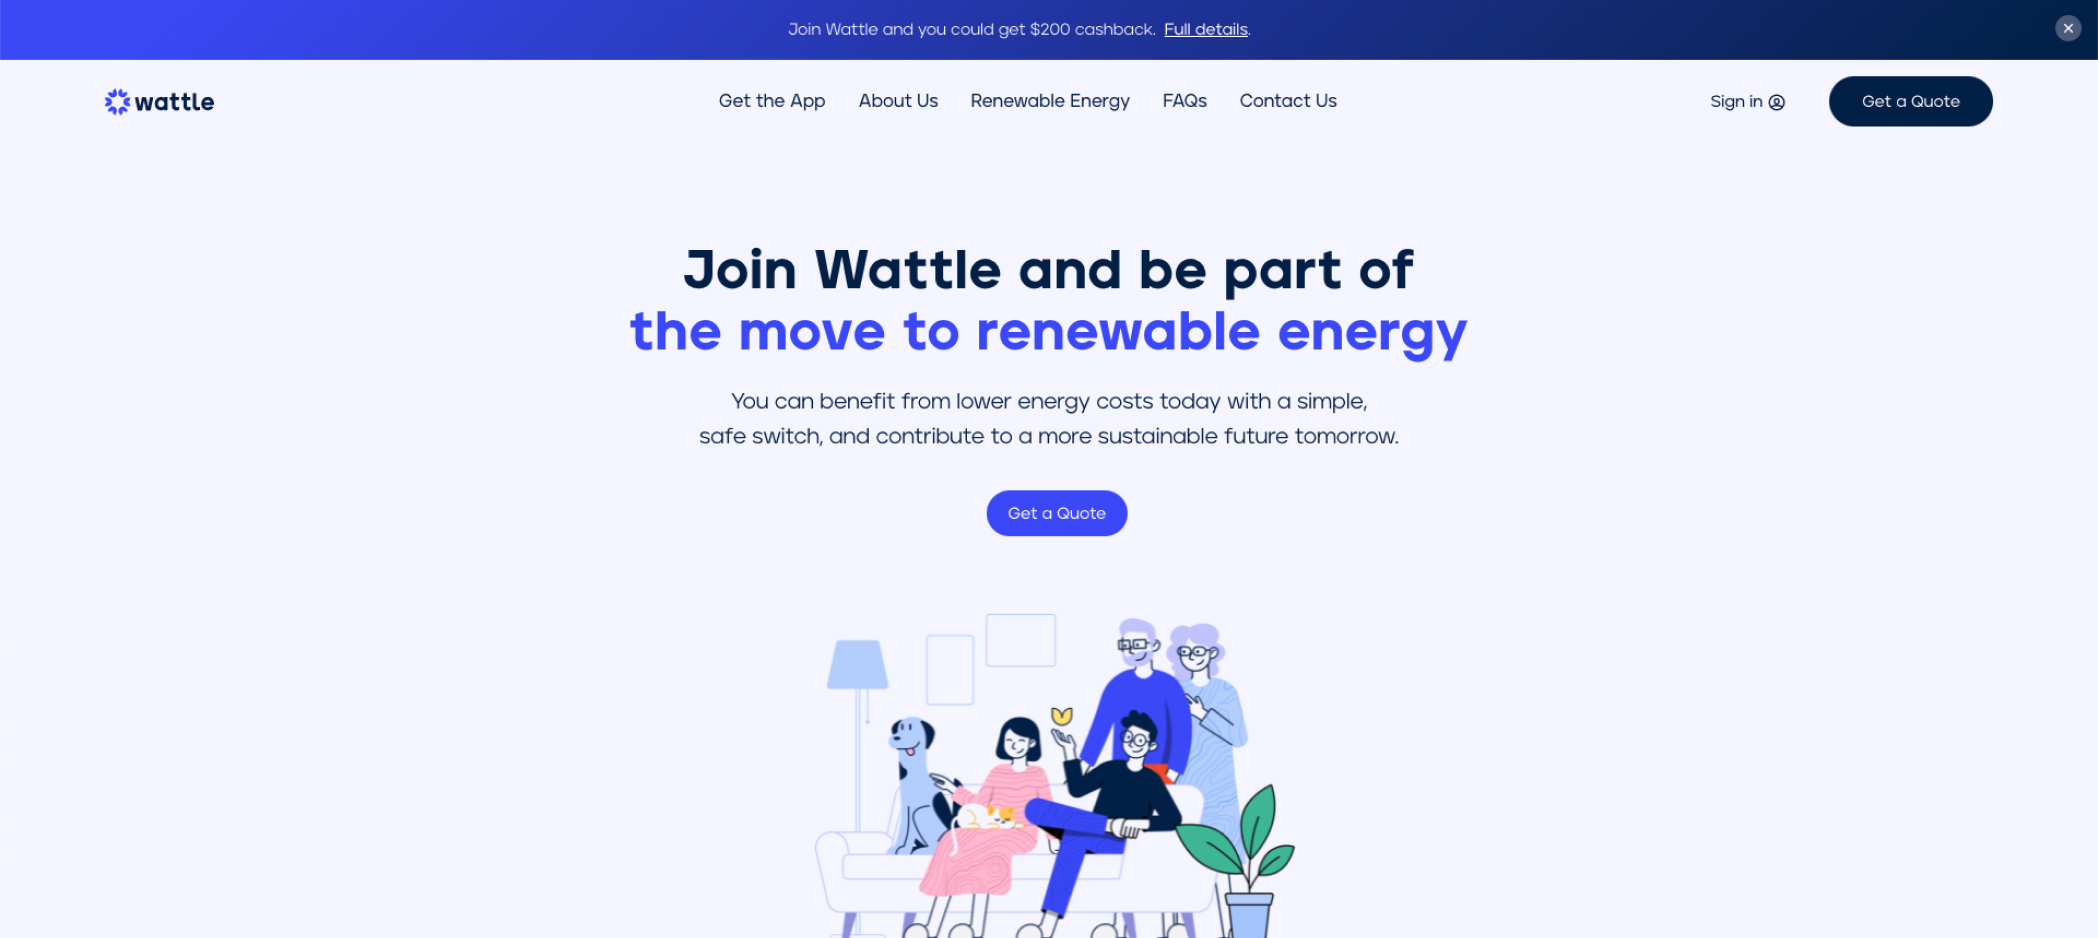 Join Wattle and you could get $200 cashback. Full details.
wattle
Get the App
About Us
Renewable Energy
FAQs
Contact Us
Sign in
Get a Quote
Join Wattle and be part of
the move to renewable energy
You can benefit from lower energy costs today with a simple,
safe switch, and contribute to a more sustainable future tomorrow.
Get a Quote